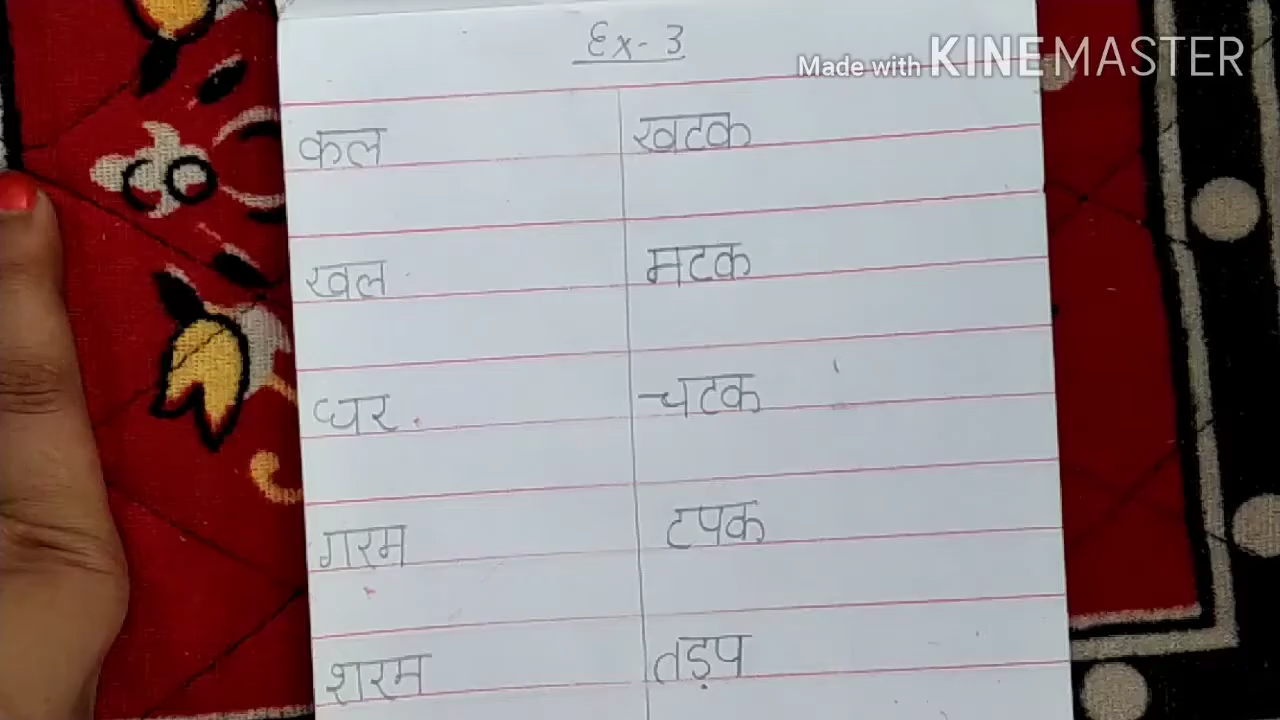 Ex-3
Made with KINEMASTER
कल खटक
खल मटक
घर. चटक
गरम टपक
शरम तड़प